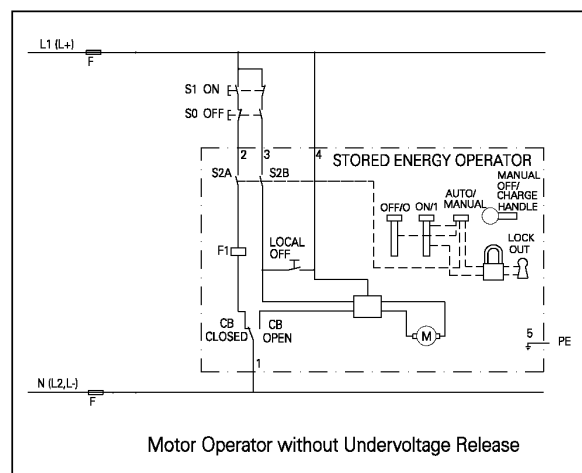 L1 (L+)
F
S1 ON
S0 OFF
2 3 4
STORED ENERGY OPERATOR
S2A S2B
MANUAL
OFF/
CHARGE
HANDLE
AUTO/
MANUAL
OFF/O ON/1
LOCK
OUT
F1
LOCAL
OFF
CB
CLOSED
CB
OPEN
M
5
PE
1
N (L2,L-)
F
Motor Operator without Undervoltage Release